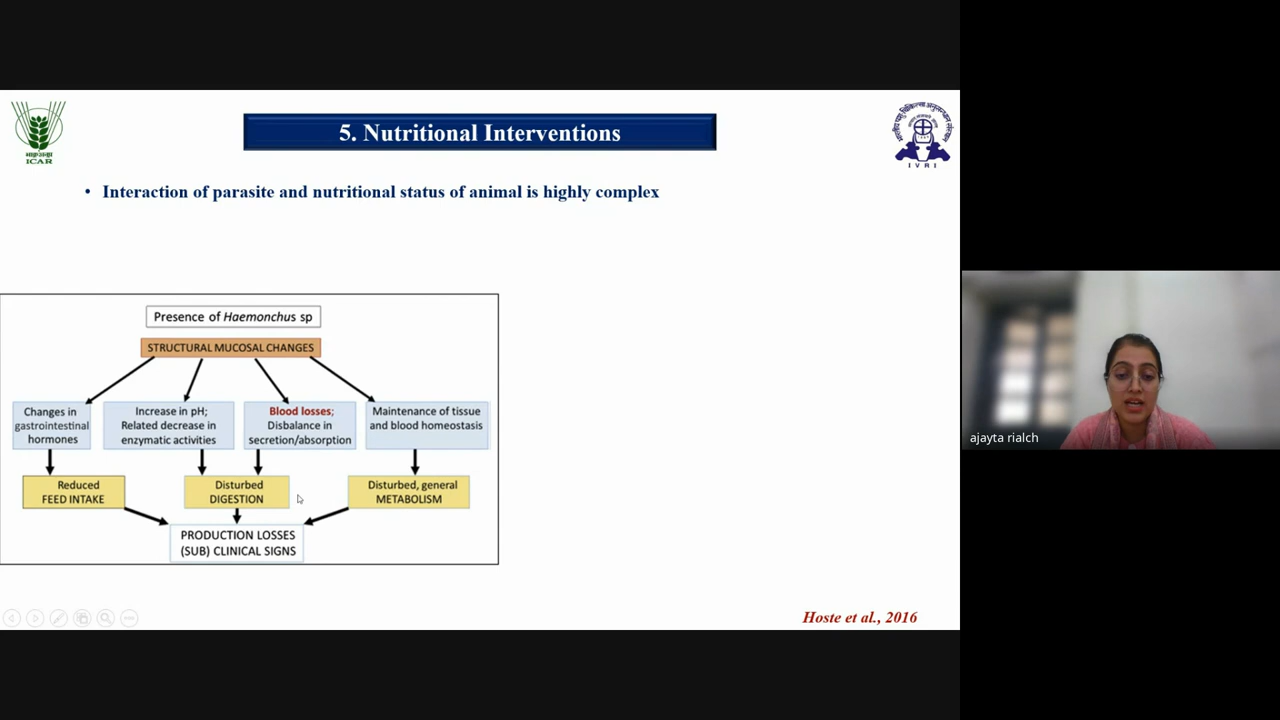 5. Nutritional Interventions
ICAR
IVRI
• Interaction of parasite and nutritional status of animal is highly complex
Presence of Haemonchus sp
STRUCTURAL MUCOSAL CHANGES
Changes in
gastrointestinal
hormones
Increase in pH;
Related decrease in
enzymatic activities
Blood losses;
Disbalance in
secretion/absorption
Maintenance of tissue
and blood homeostasis
Reduced
FEED INTAKE
Disturbed
DIGESTION
Disturbed, general
METABOLISM
PRODUCTION LOSSES
(SUB) CLINICAL SIGNS
Hoste et al., 2016
ajayta rialch